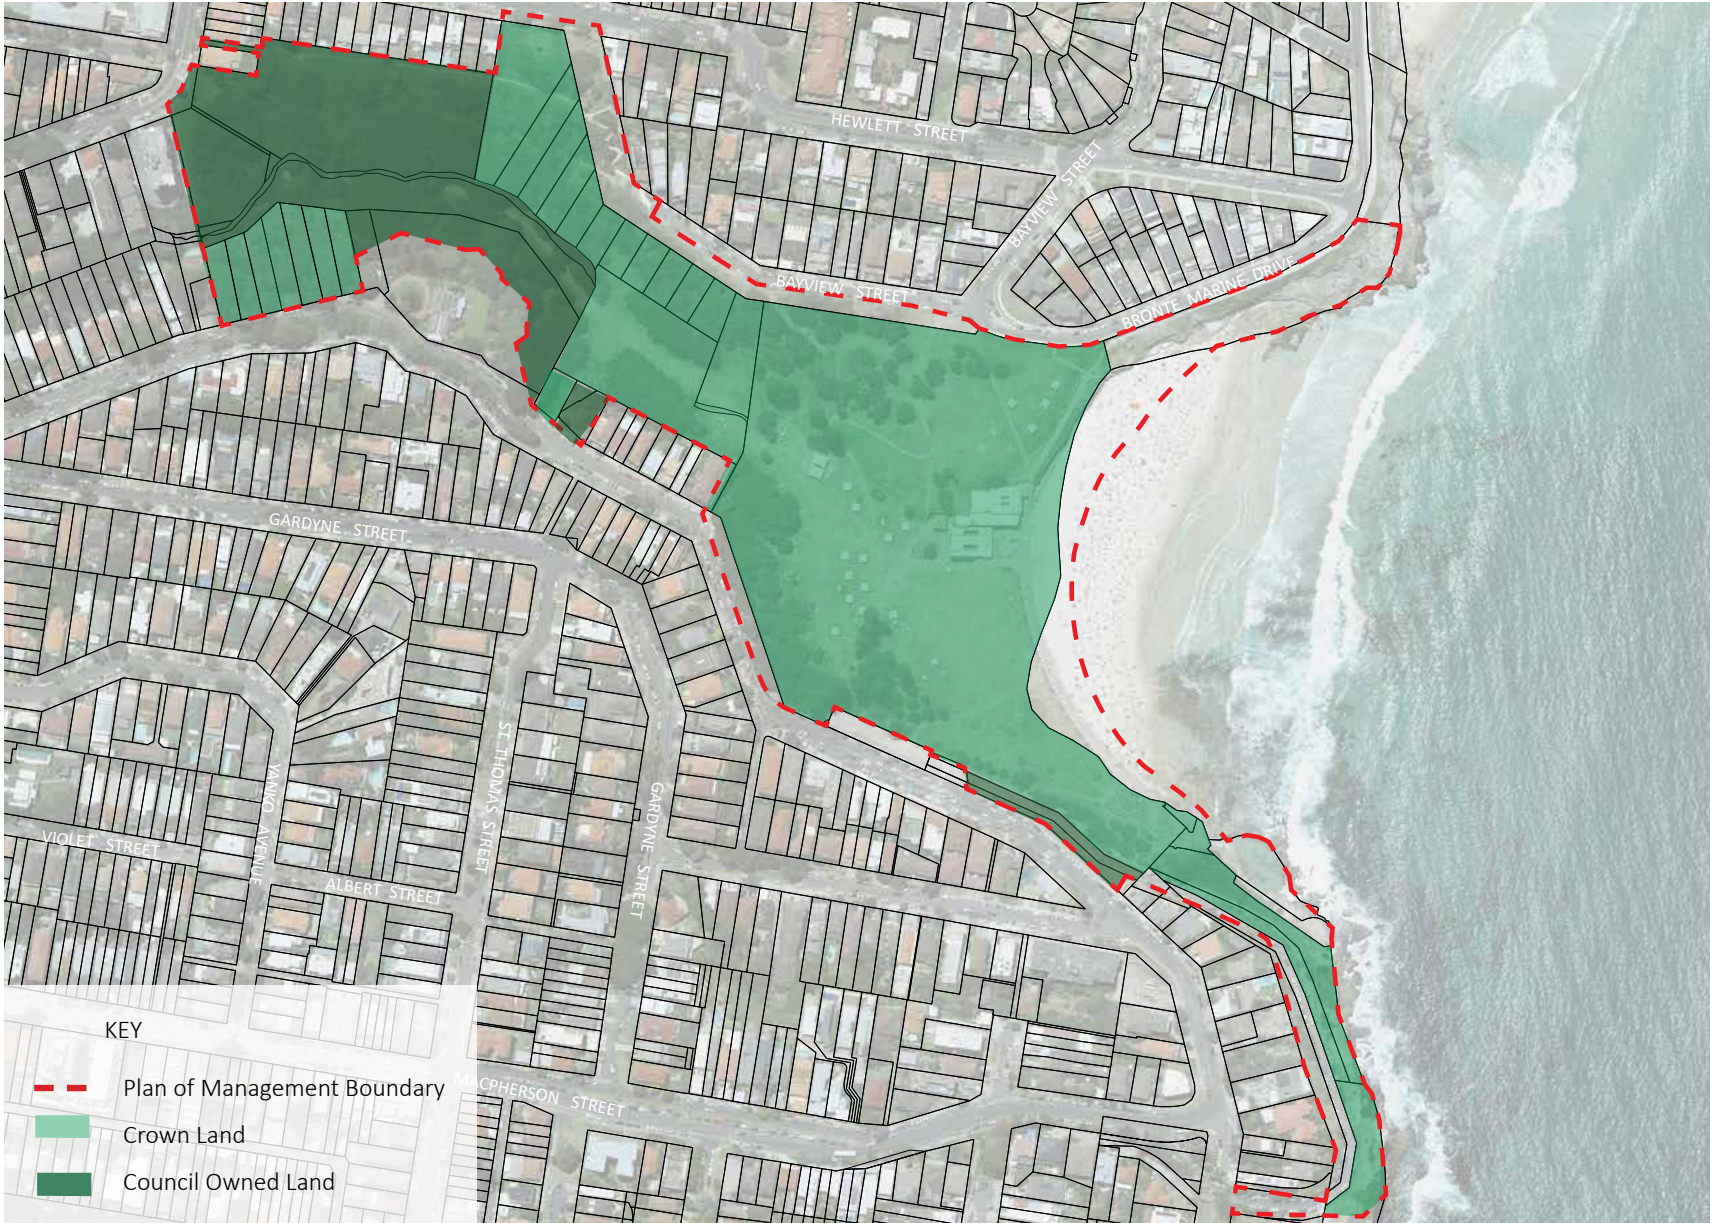 HEWLETT STREET
BAYVIEW STREET
BAYVIEW STREET
BRONTE MARINE DRIVE
GARDYNE STREET
ST. THOMAS STREET
GARDYNE STREET
YANKO AVENUE
VIOLET STREET
ALBERT STREET
MACPHERSON STREET
KEY
Plan of Management Boundary
Crown Land
Council Owned Land